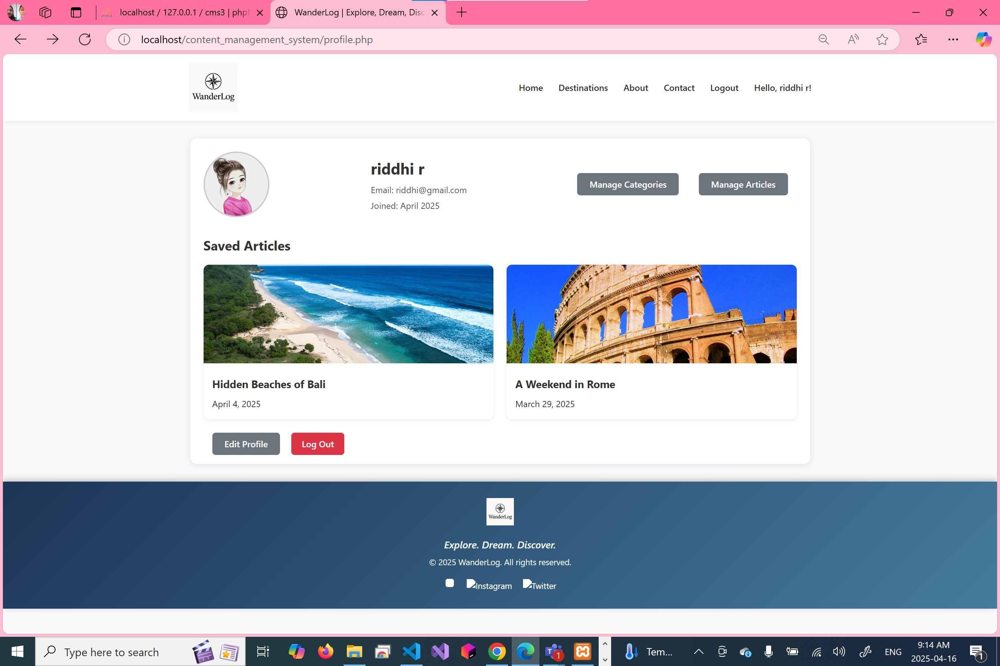 PMA
localhost / 127.0.0.1 / cms3 | php
WanderLog | Explore, Dream, Disc
localhost/content_management_system/profile.php
WanderLog
Home
Destinations
About
Contact
Logout
Hello, riddhi r!
riddhi r
Email: riddhi@gmail.com
Joined: April 2025
Manage Categories
Manage Articles
Saved Articles
Hidden Beaches of Bali
April 4, 2025
A Weekend in Rome
March 29, 2025
Edit Profile
Log Out
WanderLog
Explore. Dream. Discover.
© 2025 WanderLog. All rights reserved.
Instagram
Twitter
Type here to search
T
1
Tem...
ENG
9:14 AM
2025-04-16
1